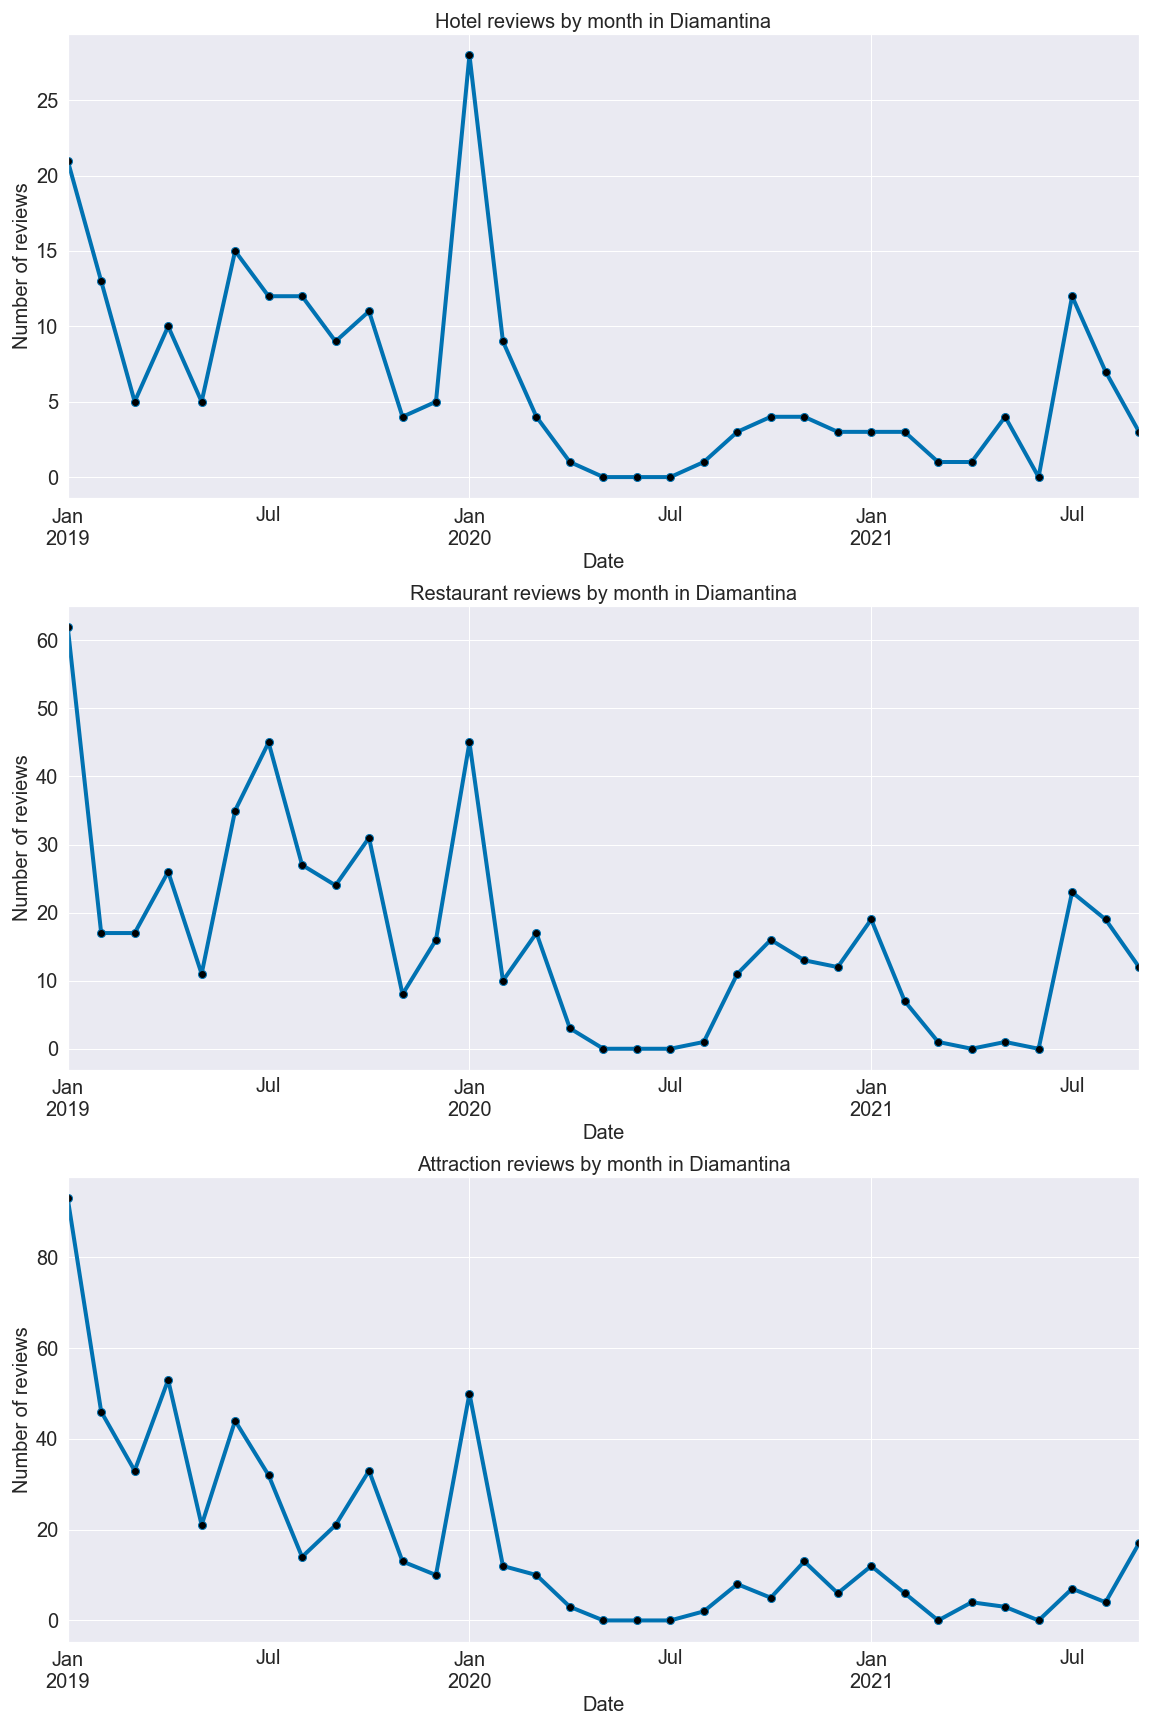 Hotel reviews by month in Diamantina
Number of reviews
25
20
15
10
5
0
Jan Jul Jan Jul Jan Jul
2019 2020 2021
Date
Restaurant reviews by month in Diamantina
Number of reviews
60
50
40
30
20
10
0
Jan Jul Jan Jul Jan Jul
2019 2020 2021
Date
Attraction reviews by month in Diamantina
Number of reviews
80
60
40
20
0
Jan Jul Jan Jul Jan Jul
2019 2020 2021
Date